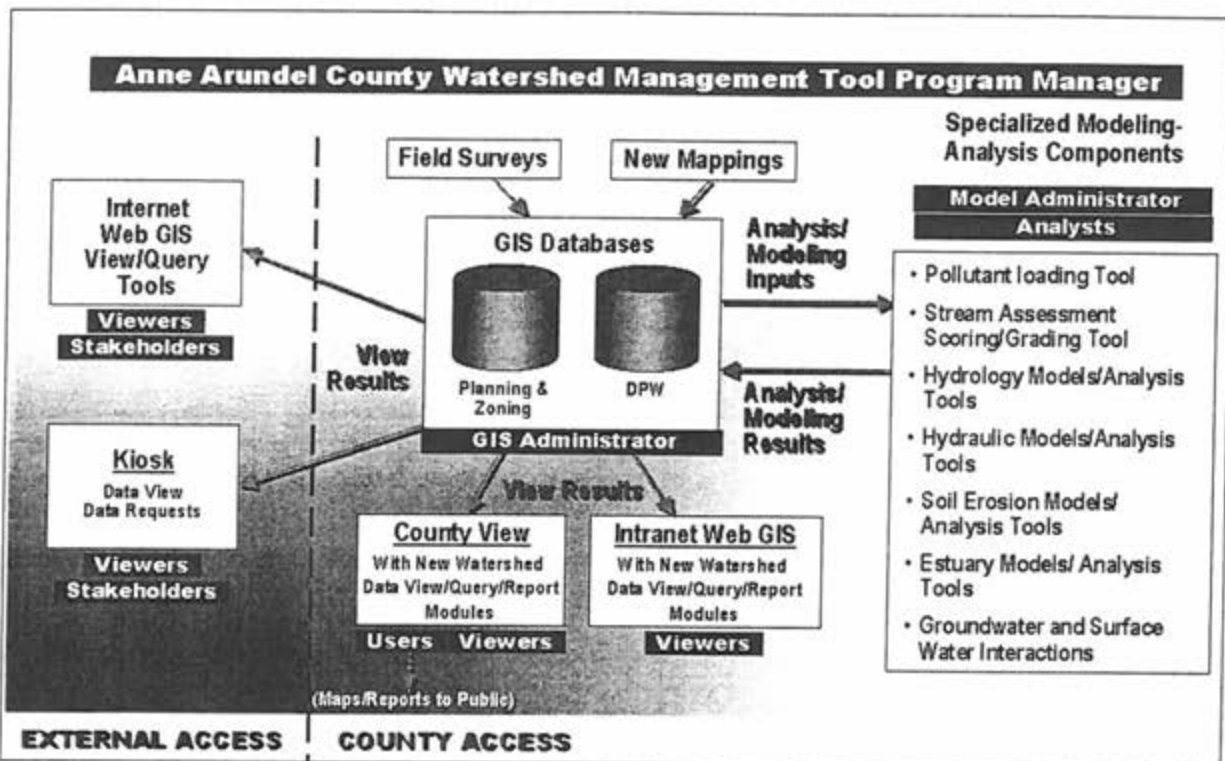 Anne Arundel County Watershed Management Tool Program Manager
Specialized Modeling-
Analysis Components
Field Surveys
New Mappings
Model Administrator
Analysts
Internet
Web GIS
View/Query
Tools
Viewers
Stakeholders
GIS Databases
Planning &
Zoning
DPW
GIS Administrator
Analysis/
Modeling
Inputs
Analysis/
Modeling
Results
View
Results
• Pollutant loading Tool
• Stream Assessment
Scoring/Grading Tool
• Hydrology Models/Analysis
Tools
• Hydraulic Models/Analysis
Tools
• Soil Erosion Models/
Analysis Tools
• Estuary Models/ Analysis
Tools
• Groundwater and Surface
Water Interactions
Kiosk
Data View
Data Requests
Viewers
Stakeholders
View Results
County View
With New Watershed
Data View/Query/Report
Modules
Users Viewers
(Maps/Reports to Public)
Intranet Web GIS
With New Watershed
Data View/Query/Report
Modules
Viewers
EXTERNAL ACCESS
COUNTY ACCESS